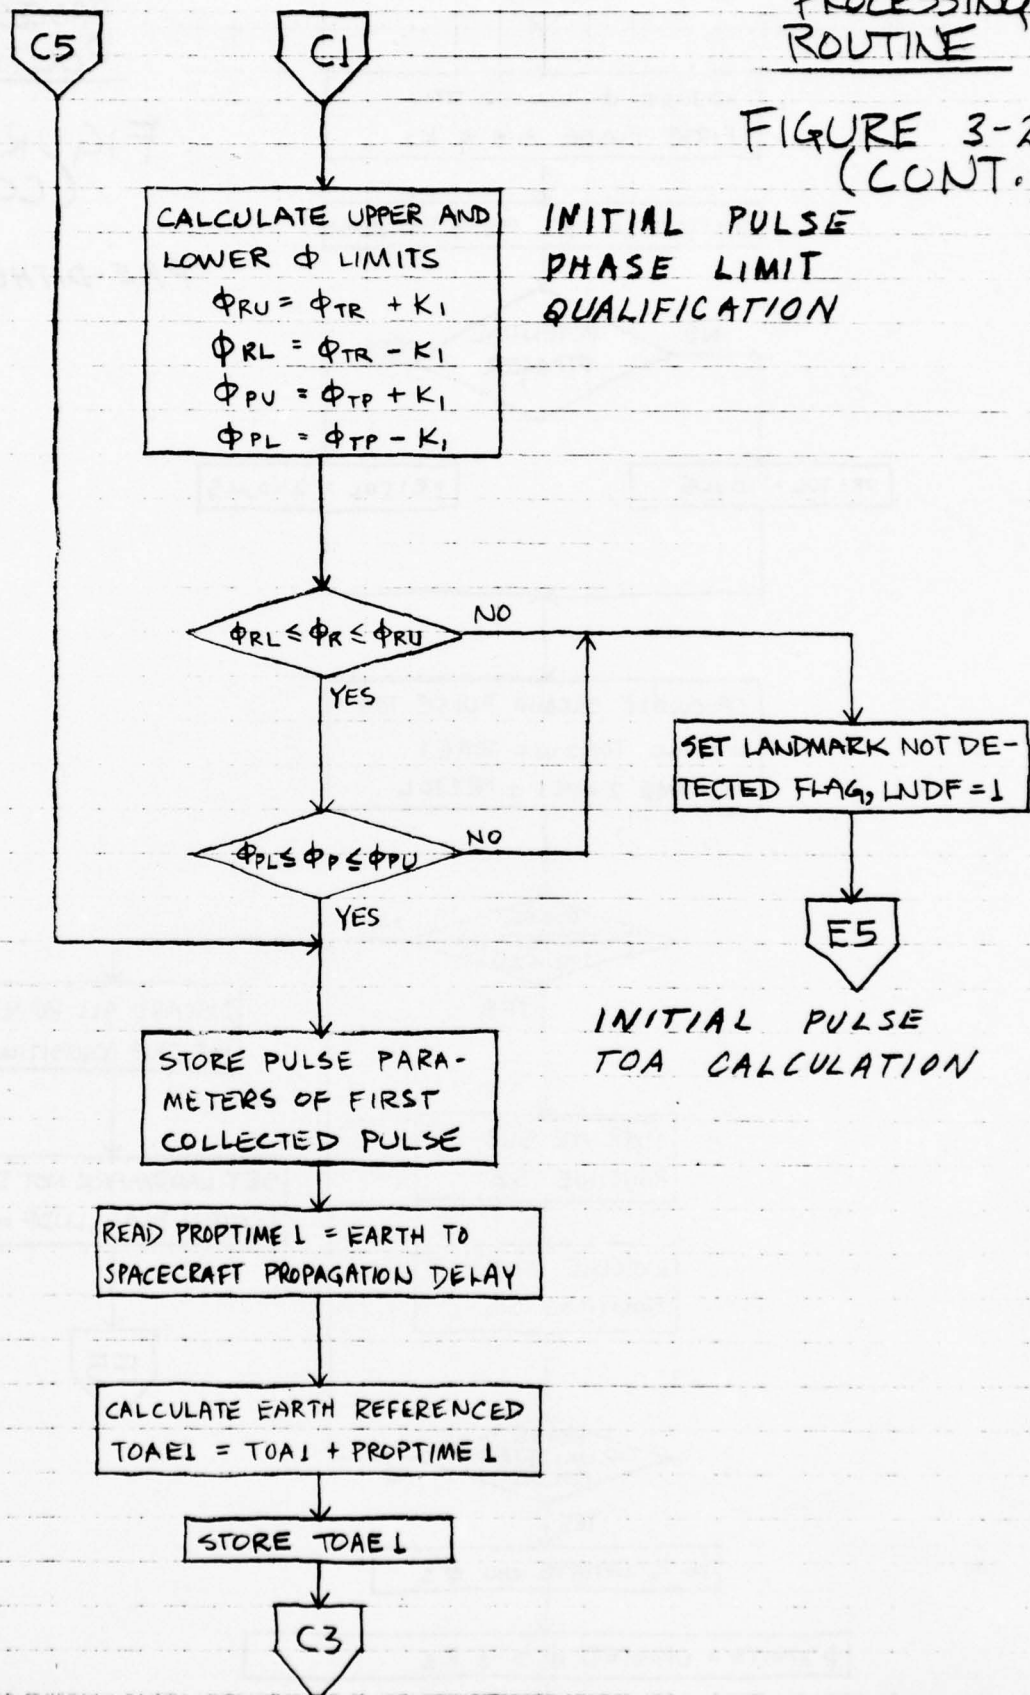 PROCESSING
ROUTINE
FIGURE 3-2
(CONT.
C5
C1
CALCULATE UPPER AND
LOWER Φ LIMITS
ΦRU = ΦTR + K1
ΦRL = ΦTR - K1
ΦPU = ΦTP + K1
ΦPL = ΦTP - K1
INITIAL PULSE
PHASE LIMIT
QUALIFICATION
ΦRL ≤ ΦR ≤ ΦRU
NO
YES
SET LANDMARK NOT DE-
TECTED FLAG, LNDF = 1
ΦPL ≤ ΦP ≤ ΦPU
NO
YES
E5
INITIAL PULSE
TOA CALCULATION
STORE PULSE PARA-
METERS OF FIRST
COLLECTED PULSE
READ PROPTIME 1 = EARTH TO
SPACECRAFT PROPAGATION DELAY
CALCULATE EARTH REFERENCED
TOAE1 = TOA1 + PROPTIME 1
STORE TOAE1
C3